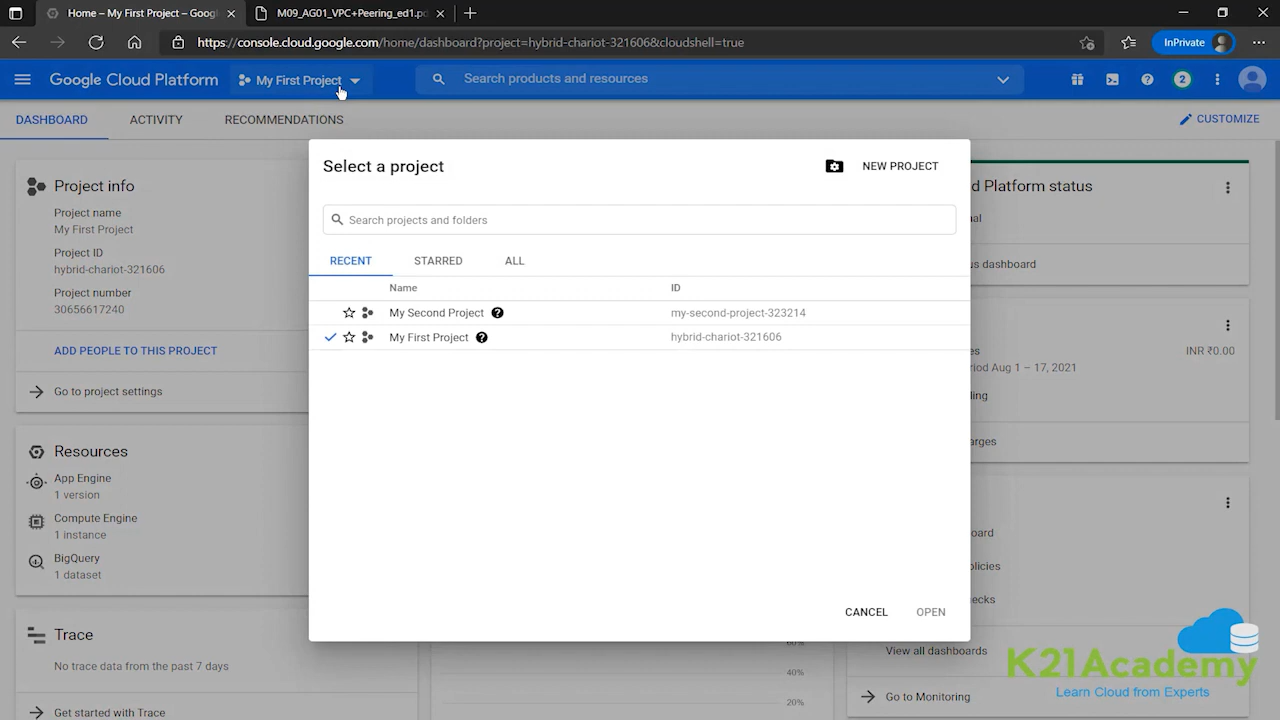 Home – My First Project – Goog
M09_AG01_VPC+Peering_ed1.pd
https://console.cloud.google.com/home/dashboard?project=hybrid-chariot-321606&cloudshell=true
InPrivate
Google Cloud Platform
My First Project
Search products and resources
2
DASHBOARD
ACTIVITY
RECOMMENDATIONS
CUSTOMIZE
Project info
Project name
My First Project
Project ID
hybrid-chariot-321606
Project number
30656617240
ADD PEOPLE TO THIS PROJECT
Go to project settings
Resources
App Engine
1 version
Compute Engine
1 instance
BigQuery
1 dataset
Trace
No trace data from the past 7 days
Get started with Trace
Select a project
NEW PROJECT
Search projects and folders
RECENT
STARRED
ALL
Name
ID
My Second Project
my-second-project-323214
My First Project
hybrid-chariot-321606
CANCEL
OPEN
60%
40%
20%
d Platform status
al
us dashboard
es
INR ₹0.00
riod Aug 1 – 17, 2021
ling
arges
oard
olicies
ecks
View all dashboards
Go to Monitoring
K21Academy
Learn Cloud from Experts